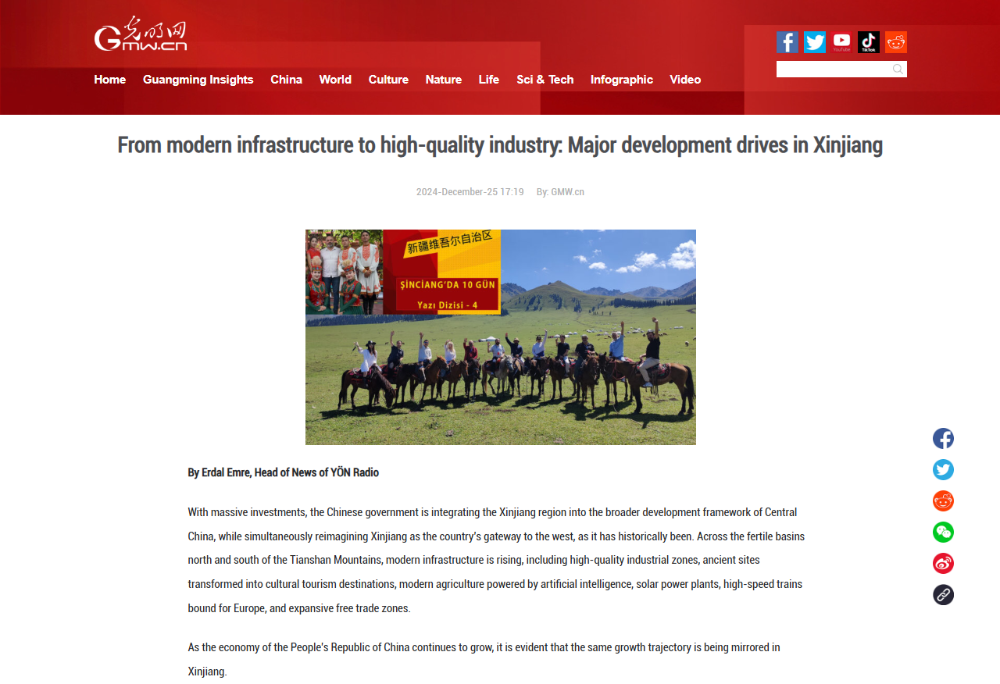 光明网
GMW.cn
YouTube
TikTok
Home Guangming Insights China World Culture Nature Life Sci & Tech Infographic Video
From modern infrastructure to high-quality industry: Major development drives in Xinjiang
2024-December-25 17:19 By: GMW.cn
新疆维吾尔自治区
ŞİNCİANG'DA 10 GÜN
Yazı Dizisi - 4
By Erdal Emre, Head of News of YÖN Radio
With massive investments, the Chinese government is integrating the Xinjiang region into the broader development framework of Central
China, while simultaneously reimagining Xinjiang as the country's gateway to the west, as it has historically been. Across the fertile basins
north and south of the Tianshan Mountains, modern infrastructure is rising, including high-quality industrial zones, ancient sites
transformed into cultural tourism destinations, modern agriculture powered by artificial intelligence, solar power plants, high-speed trains
bound for Europe, and expansive free trade zones.
As the economy of the People's Republic of China continues to grow, it is evident that the same growth trajectory is being mirrored in
Xinjiang.